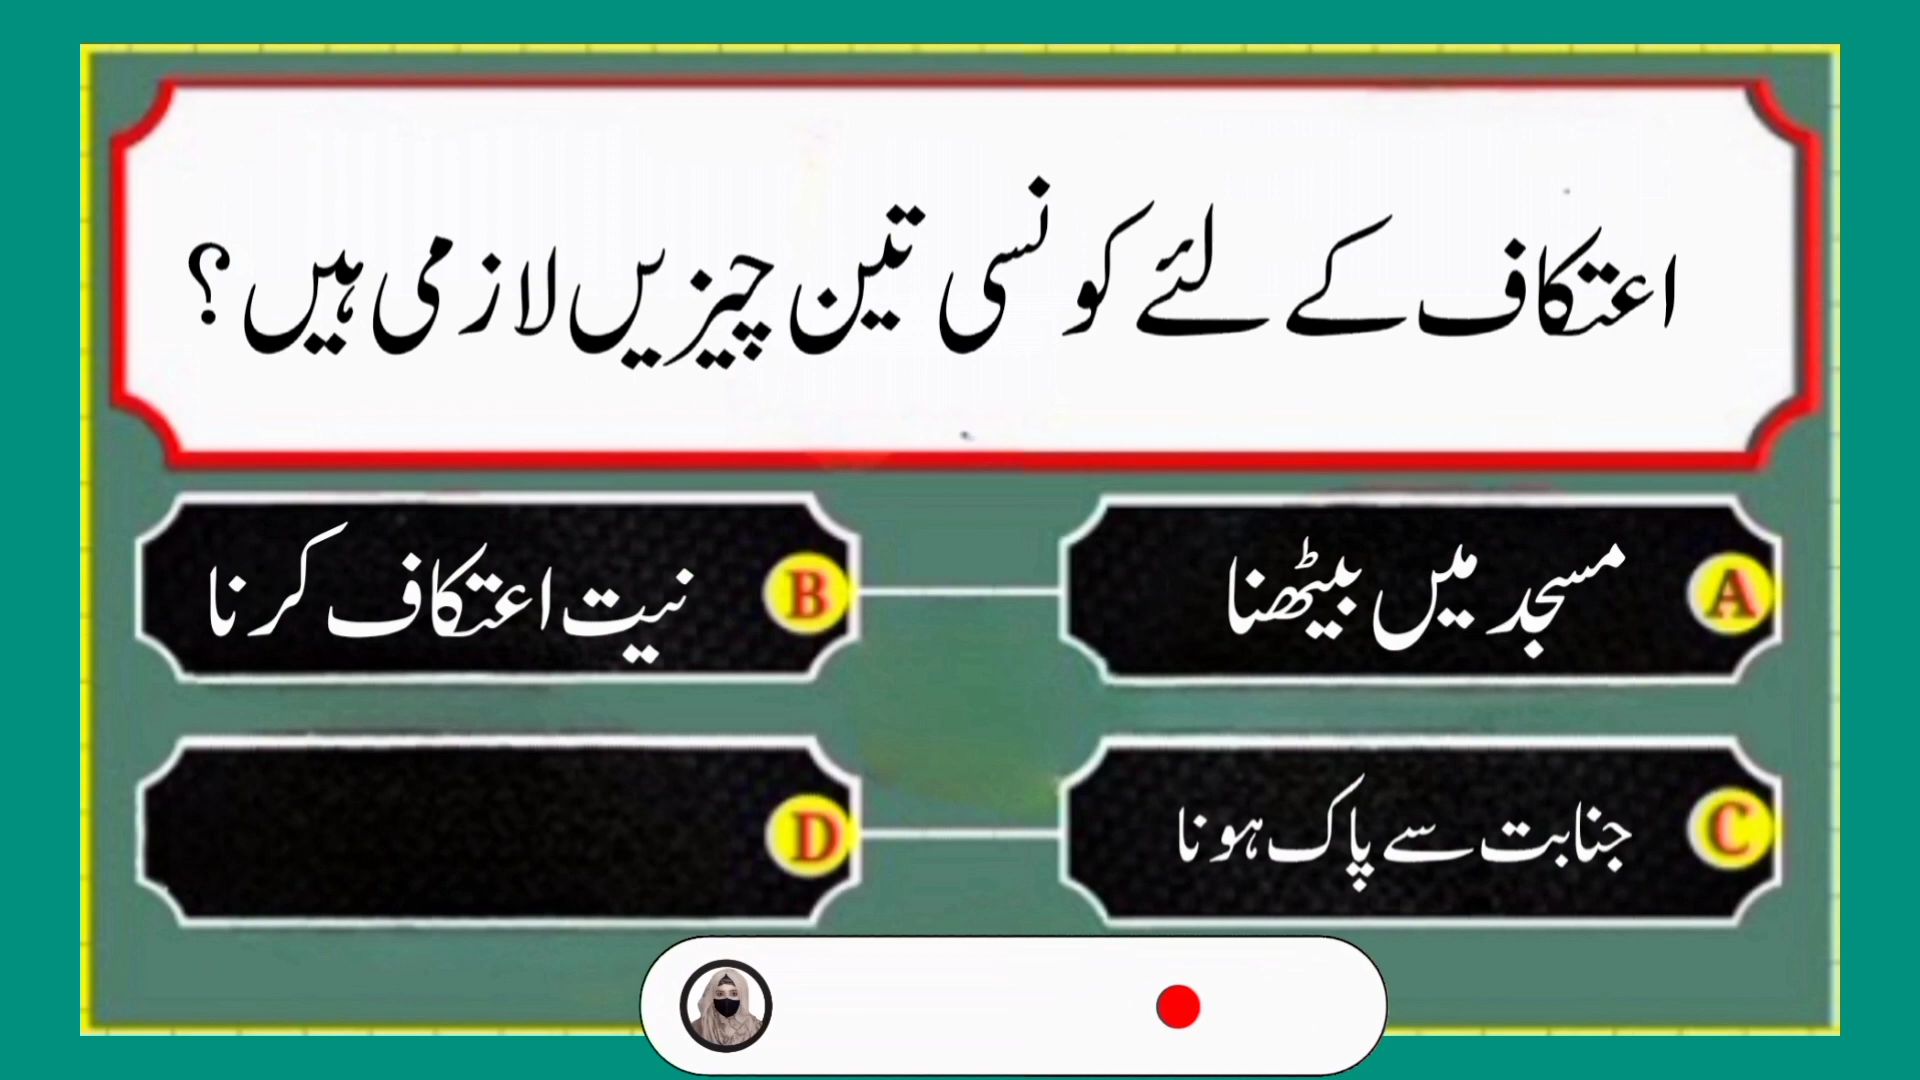 اعتکاف کے لئے کونسی تین چیزیں لازمی ہیں؟
A مسجد میں بیٹھنا
B نیت اعتکاف کرنا
C جنابت سے پاک ہونا
D